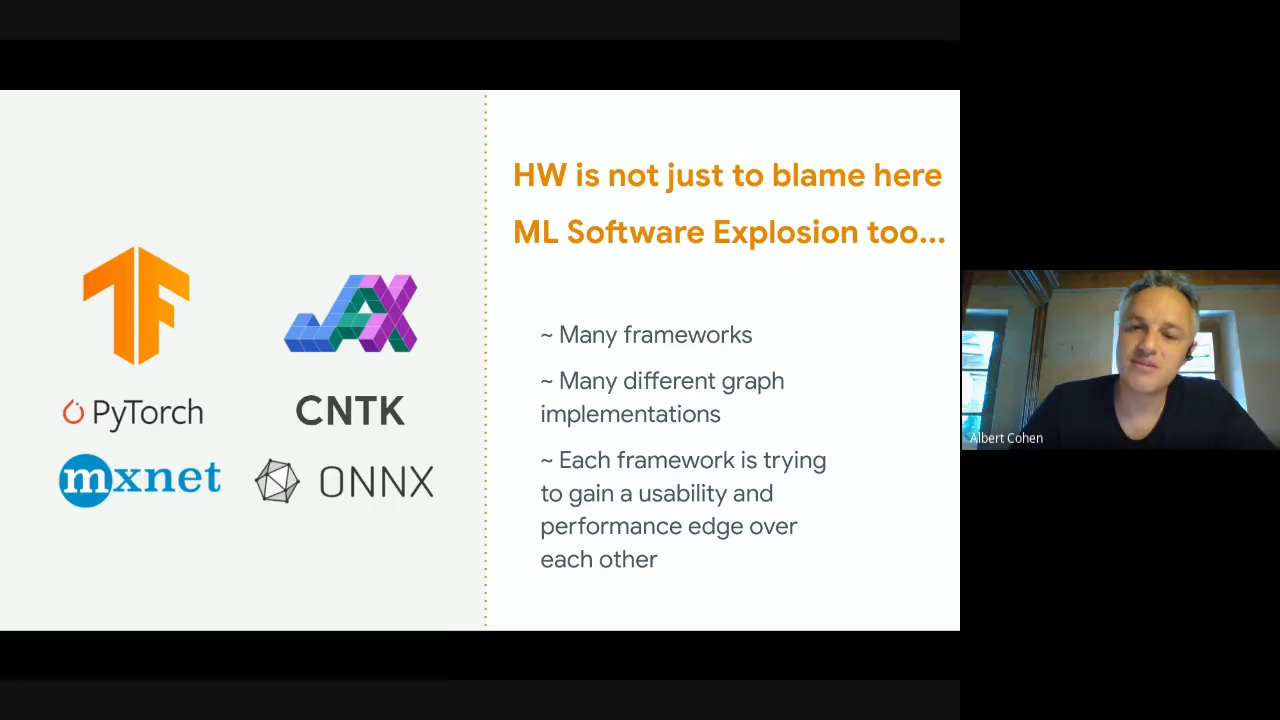 HW is not just to blame here
ML Software Explosion too...
JAX
PyTorch
CNTK
mxnet
ONNX
~ Many frameworks
~ Many different graph
implementations
~ Each framework is trying
to gain a usability and
performance edge over
each other
Albert Cohen